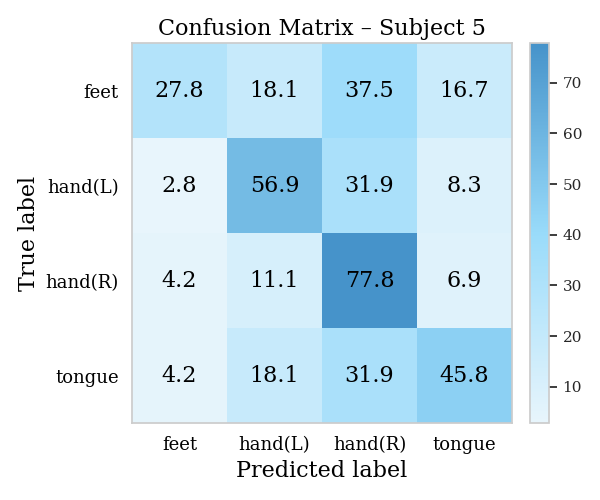 Confusion Matrix – Subject 5
True label
feet 27.8 18.1 37.5 16.7
hand(L) 2.8 56.9 31.9 8.3
hand(R) 4.2 11.1 77.8 6.9
tongue 4.2 18.1 31.9 45.8
feet hand(L) hand(R) tongue
Predicted label
70
60
50
40
30
20
10